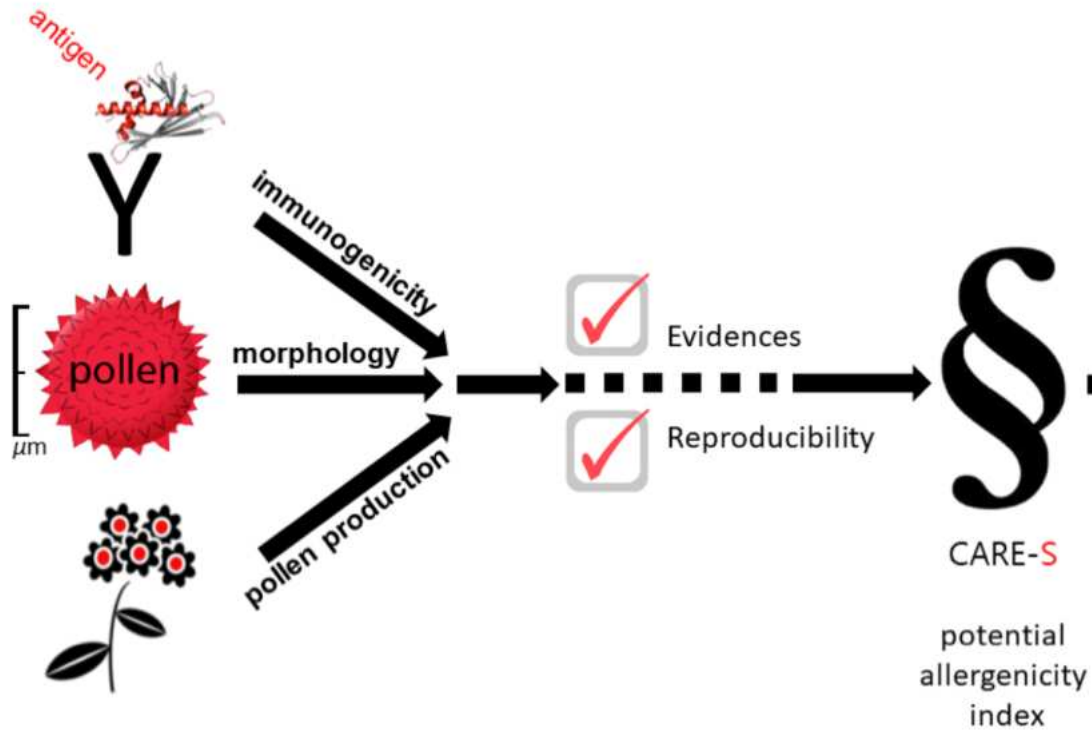 antigen
Y
immunogenicity
pollen
μm
morphology
pollen production
Evidences
Reproducibility
§
CARE-S
potential
allergenicity
index